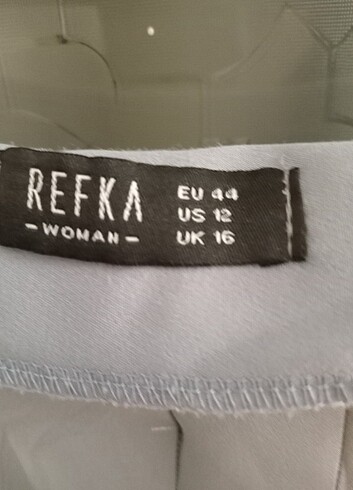 REFKA
- WOMAN -
EU 44
US 12
UK 16